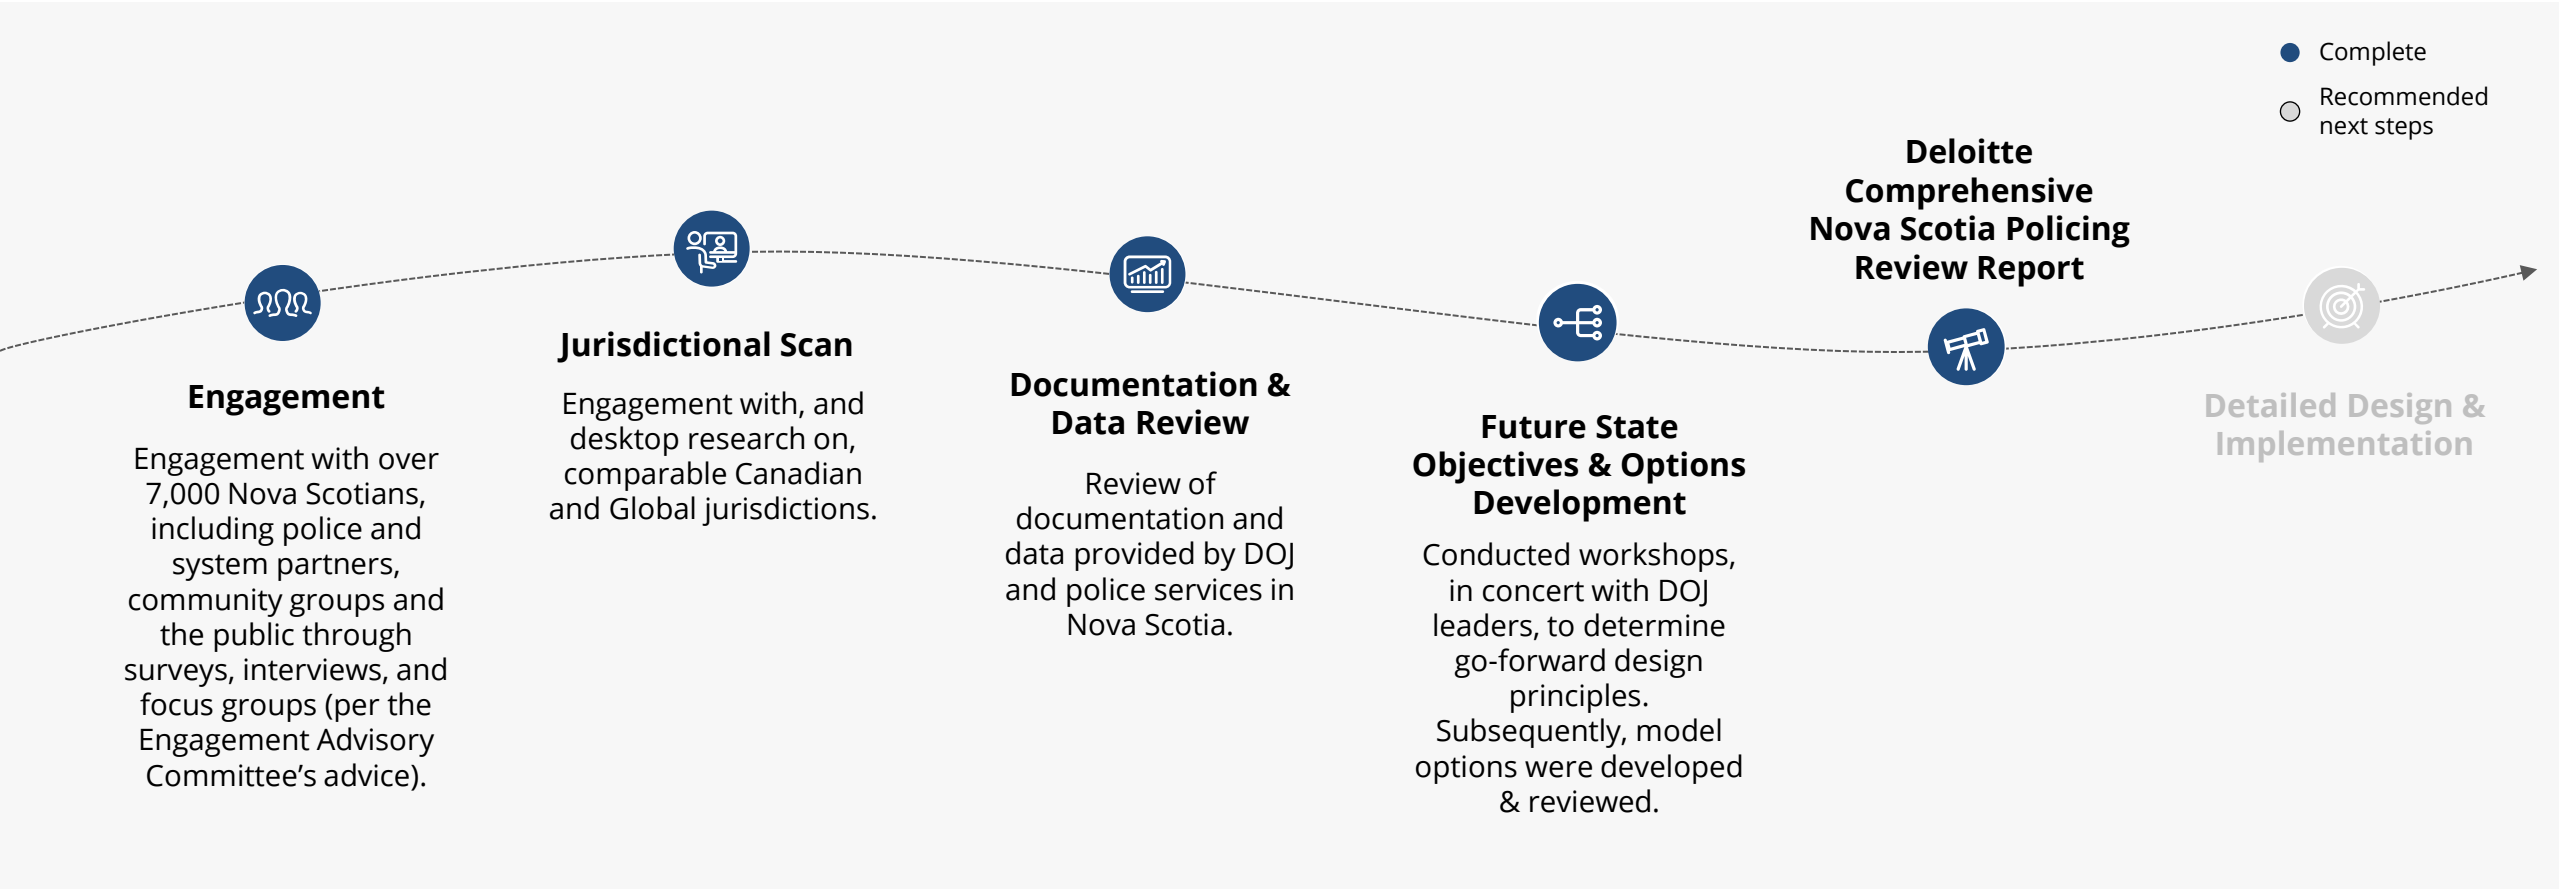 Complete
Recommended
next steps
Engagement
Engagement with over
7,000 Nova Scotians,
including police and
system partners,
community groups and
the public through
surveys, interviews, and
focus groups (per the
Engagement Advisory
Committee’s advice).
Jurisdictional Scan
Engagement with, and
desktop research on,
comparable Canadian
and Global jurisdictions.
Documentation &
Data Review
Review of
documentation and
data provided by DOJ
and police services in
Nova Scotia.
Future State
Objectives & Options
Development
Conducted workshops,
in concert with DOJ
leaders, to determine
go-forward design
principles.
Subsequently, model
options were developed
& reviewed.
Deloitte
Comprehensive
Nova Scotia Policing
Review Report
Detailed Design &
Implementation